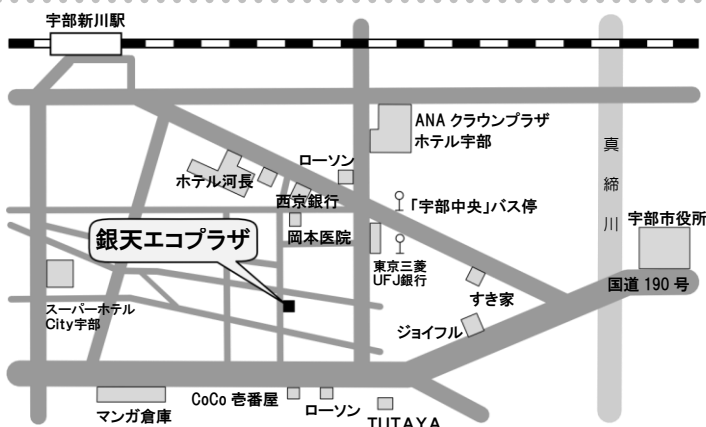 宇部新川駅
ANA クラウンプラザ
ホテル宇部
ローソン
ホテル河長
西京銀行
「宇部中央」バス停
真締川
宇部市役所
銀天エコプラザ
岡本医院
東京三菱
UFJ銀行
国道 190 号
すき家
スーパーホテル
City宇部
ジョイフル
CoCo 壱番屋
ローソン
マンガ倉庫
TUTAYA